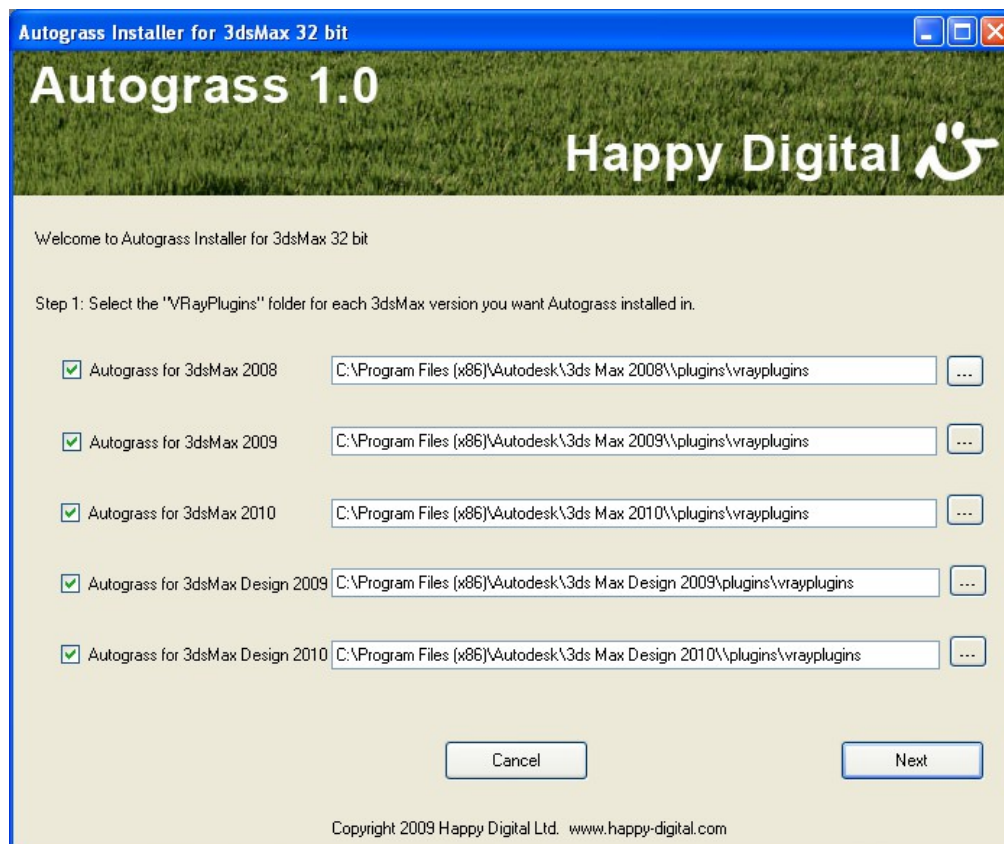 Autograss Installer for 3dsMax 32 bit
Autograss 1.0
Happy Digital
Welcome to Autograss Installer for 3dsMax 32 bit
Step 1: Select the "VRayPlugins" folder for each 3dsMax version you want Autograss installed in.
Autograss for 3dsMax 2008 C:\Program Files (x86)\Autodesk\3ds Max 2008\\plugins\vrayplugins ...
Autograss for 3dsMax 2009 C:\Program Files (x86)\Autodesk\3ds Max 2009\\plugins\vrayplugins ...
Autograss for 3dsMax 2010 C:\Program Files (x86)\Autodesk\3ds Max 2010\\plugins\vrayplugins ...
Autograss for 3dsMax Design 2009 C:\Program Files (x86)\Autodesk\3ds Max Design 2009\plugins\vrayplugins ...
Autograss for 3dsMax Design 2010 C:\Program Files (x86)\Autodesk\3ds Max Design 2010\\plugins\vrayplugins ...
Cancel Next
Copyright 2009 Happy Digital Ltd. www.happy-digital.com